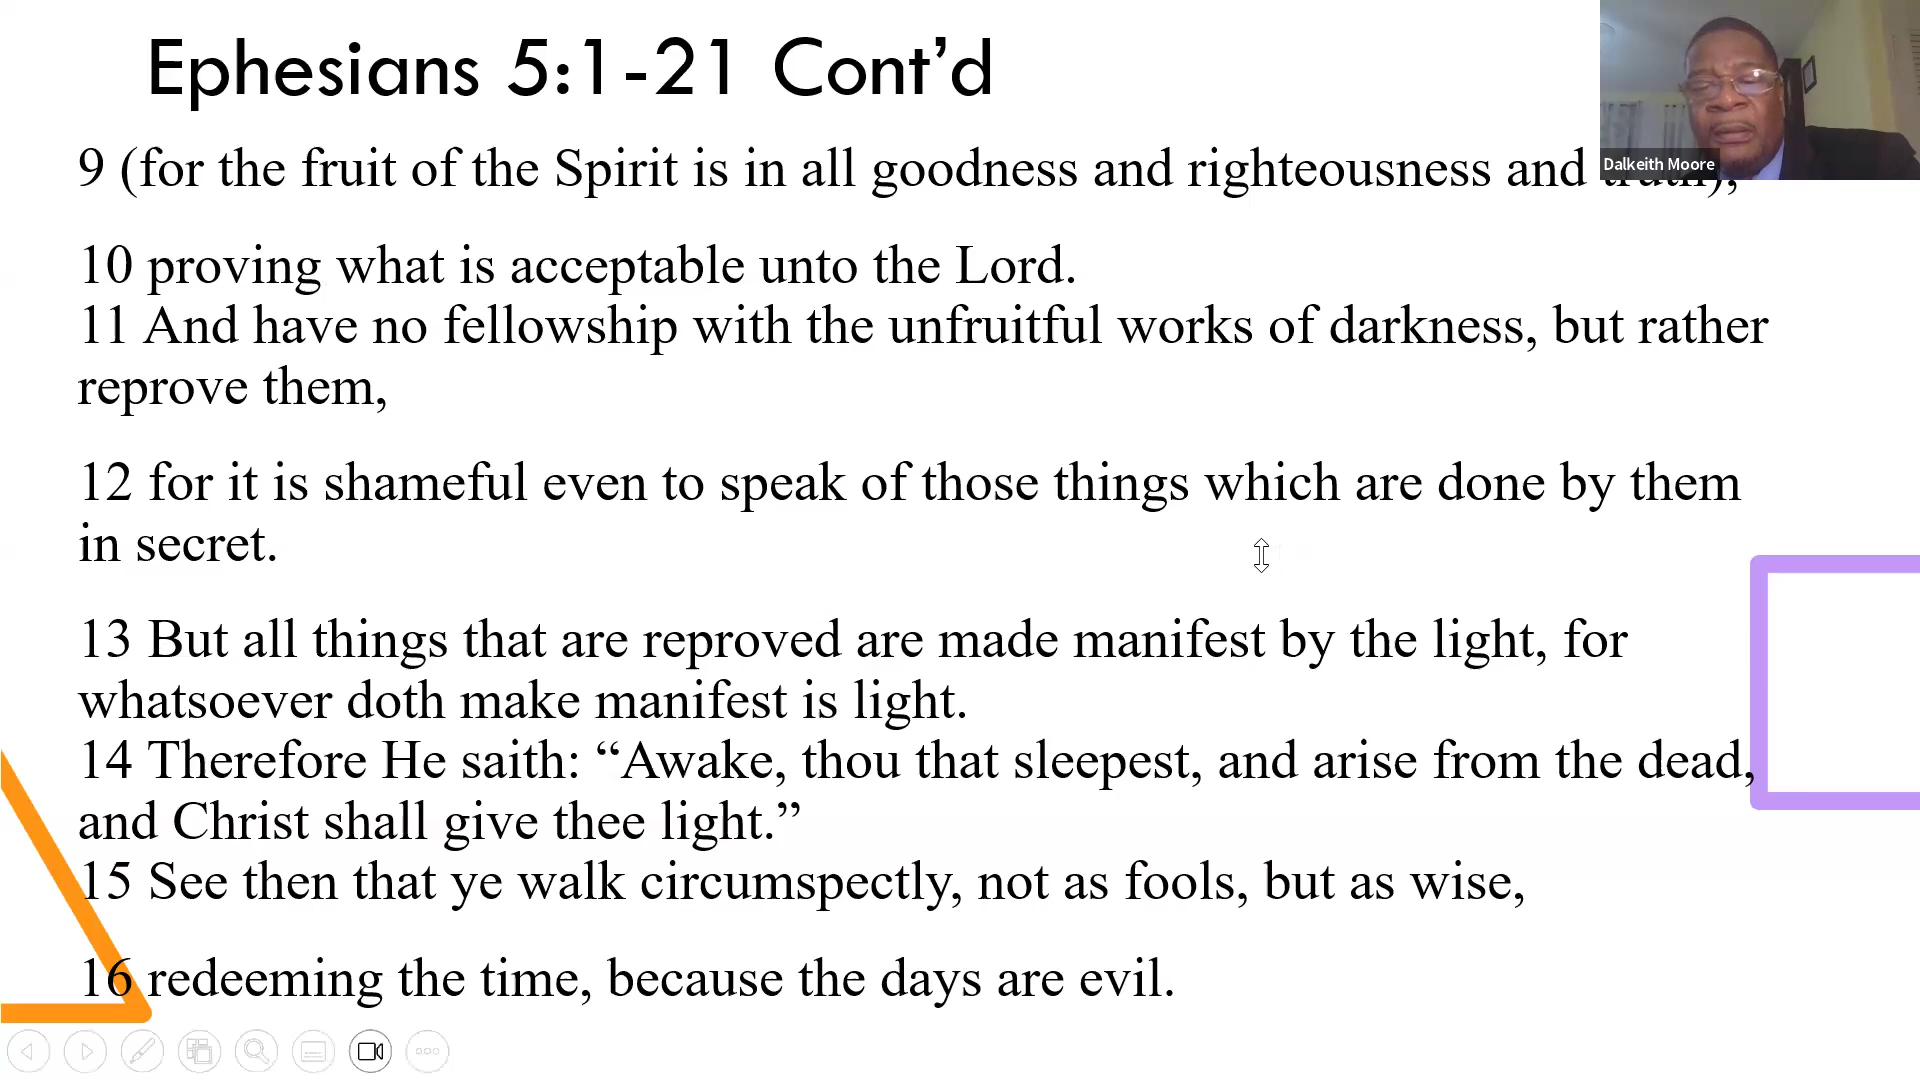 Ephesians 5:1-21 Cont’d
Dalkeith Moore
9 (for the fruit of the Spirit is in all goodness and righteousness and truth),
10 proving what is acceptable unto the Lord.
11 And have no fellowship with the unfruitful works of darkness, but rather
reprove them,
12 for it is shameful even to speak of those things which are done by them
in secret.
13 But all things that are reproved are made manifest by the light, for
whatsoever doth make manifest is light.
14 Therefore He saith: “Awake, thou that sleepest, and arise from the dead,
and Christ shall give thee light.”
15 See then that ye walk circumspectly, not as fools, but as wise,
16 redeeming the time, because the days are evil.